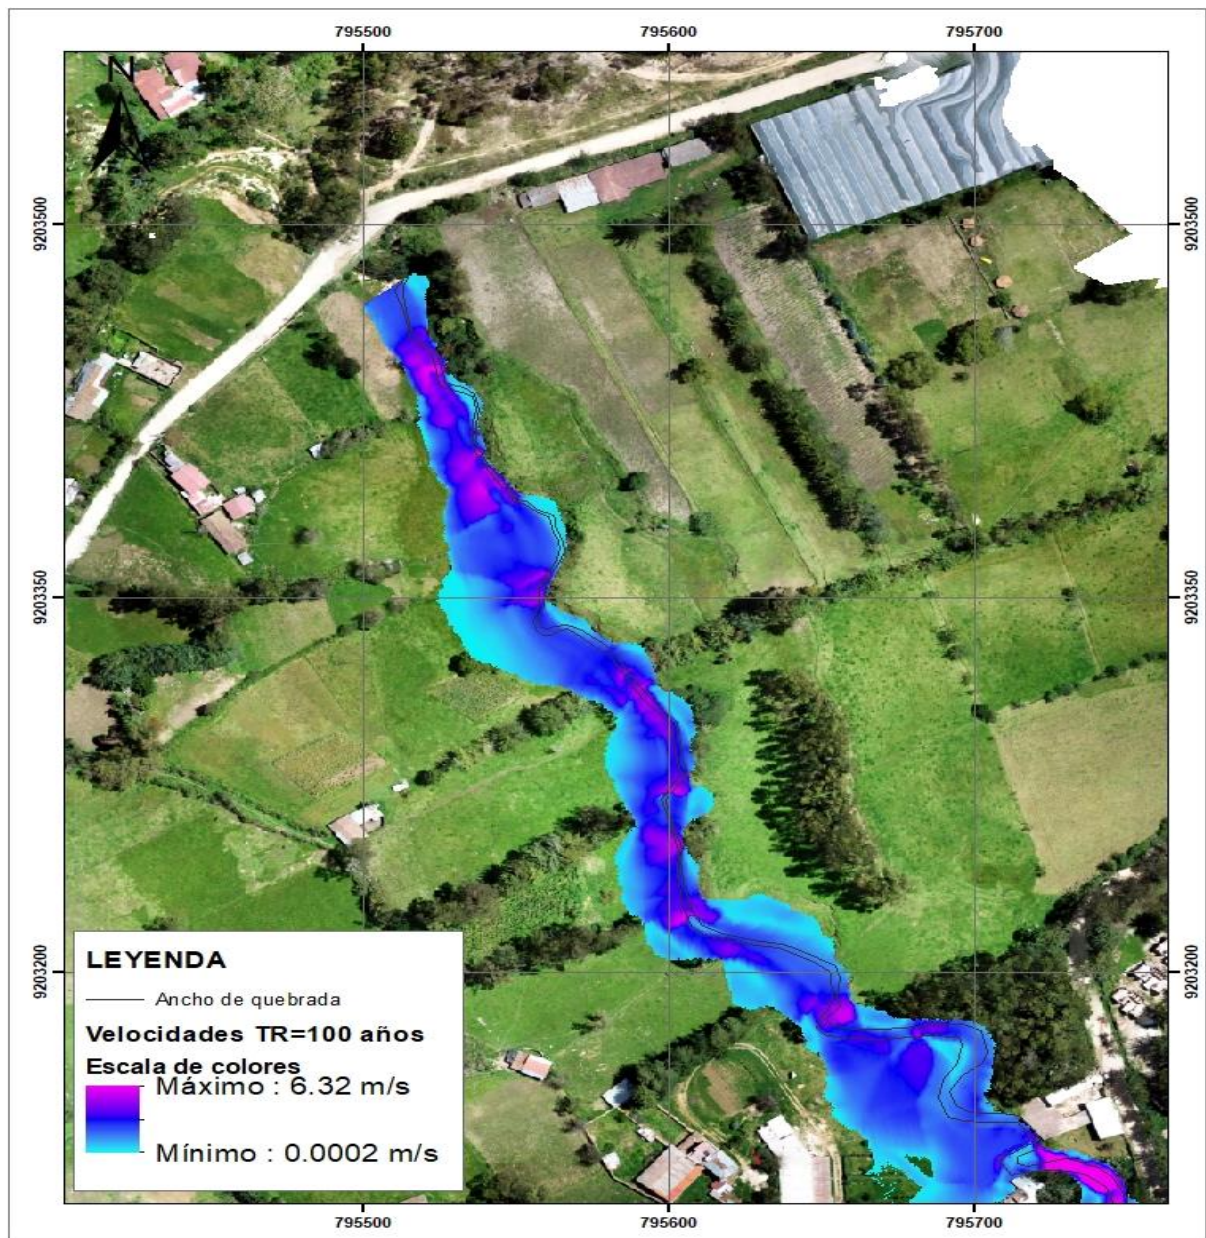 795500 795600 795700
N
9203500 9203500
9203350 9203350
9203200 9203200
LEYENDA
Ancho de quebrada
Velocidades TR=100 años
Escala de colores
Máximo : 6.32 m/s
Mínimo : 0.0002 m/s
795500 795600 795700